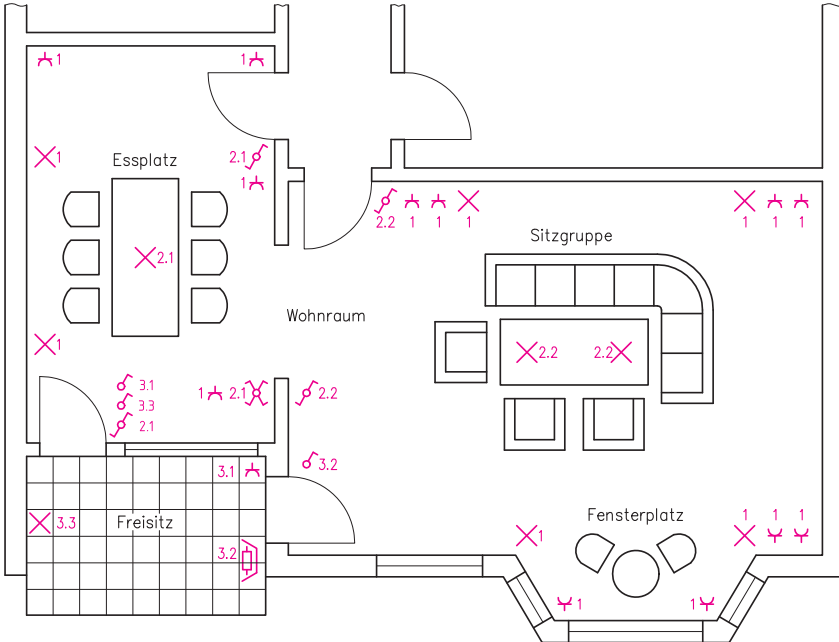 1 1
1 2.1
Essplatz
1
2.2 1 1 1 1 1 1
Sitzgruppe
2.1
Wohnraum
1 2.2 2.2
3.1
1 2.1 2.2
3.3
2.1
3.1 3.2
3.3 Freisitz
Fensterplatz
1 1 1
1
3.2
1 1